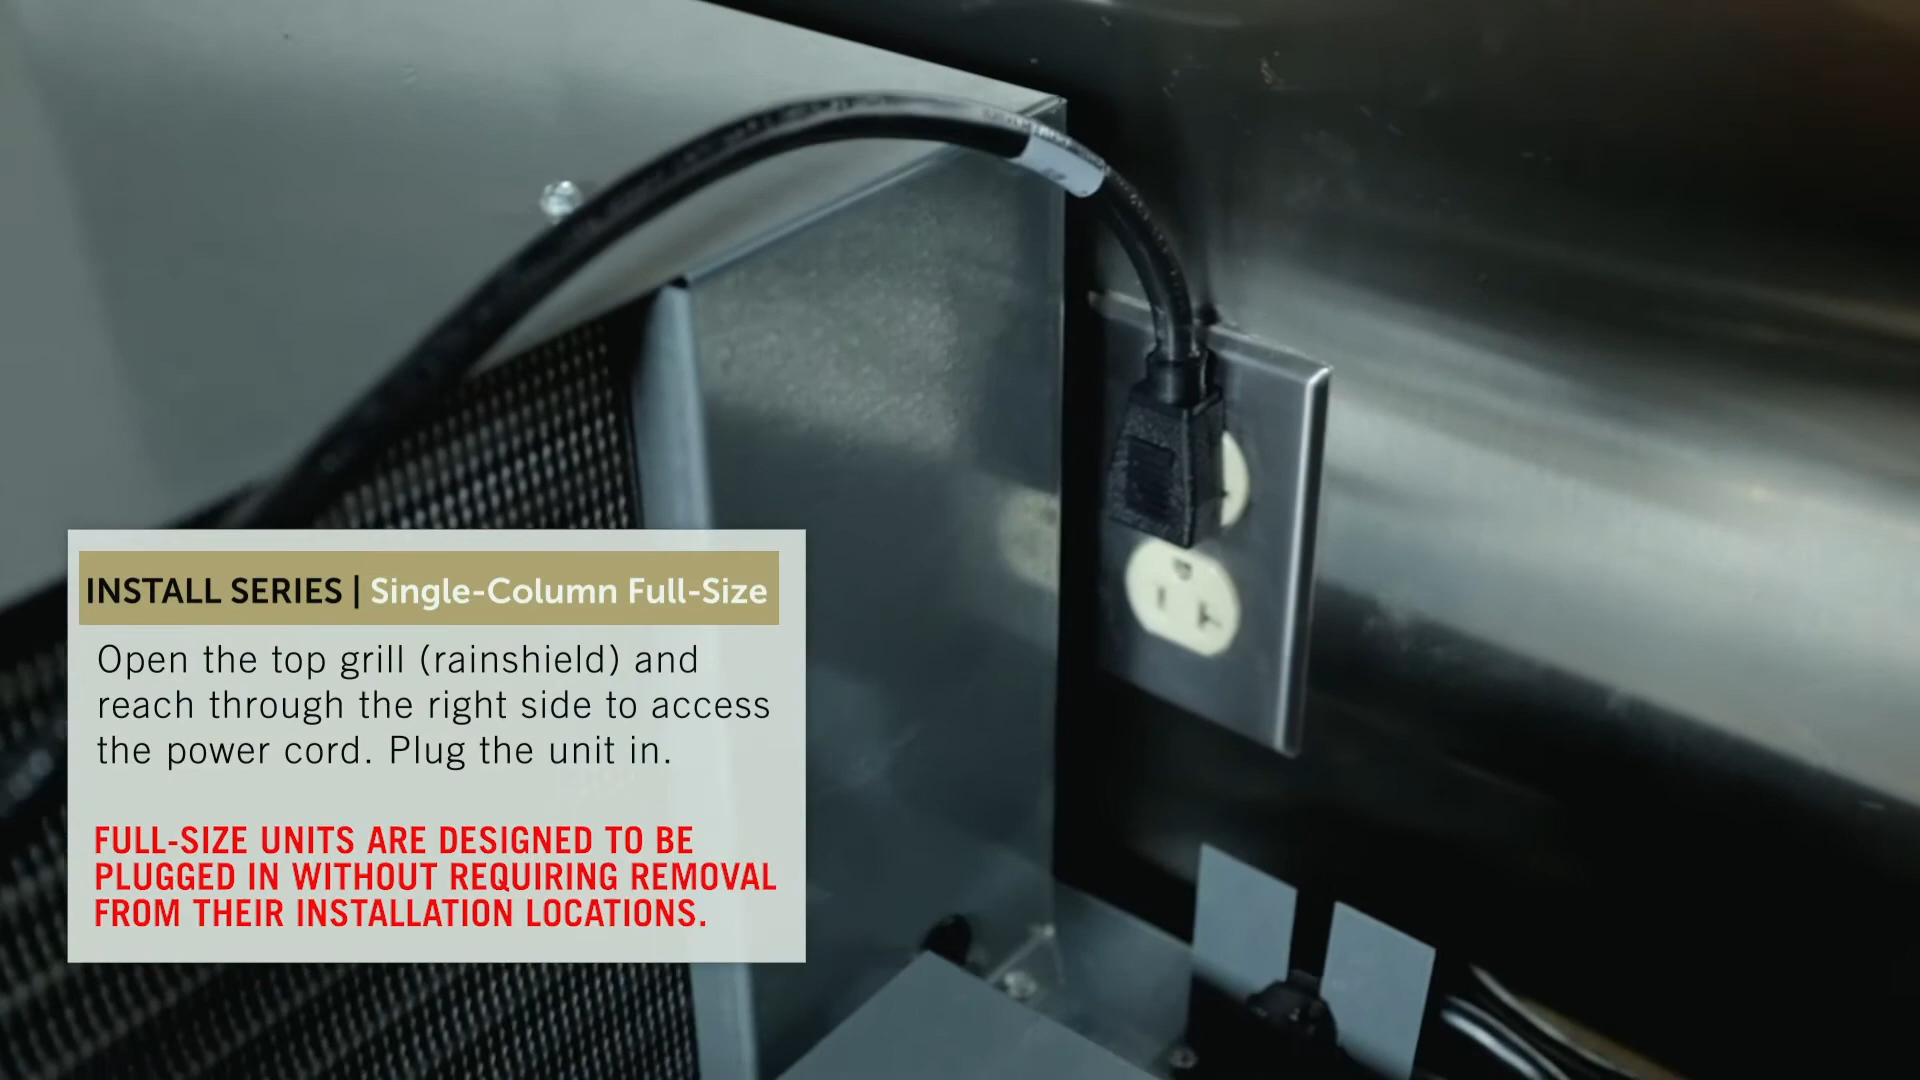 INSTALL SERIES | Single-Column Full-Size
Open the top grill (rainshield) and
reach through the right side to access
the power cord. Plug the unit in.
FULL-SIZE UNITS ARE DESIGNED TO BE
PLUGGED IN WITHOUT REQUIRING REMOVAL
FROM THEIR INSTALLATION LOCATIONS.